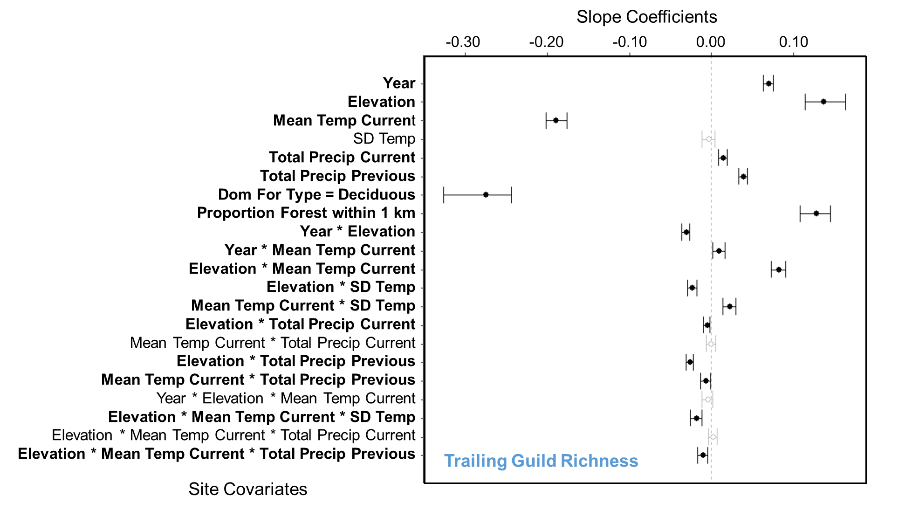 Slope Coefficients
-0.30 -0.20 -0.10 0.00 0.10
Year
Elevation
Mean Temp Current
SD Temp
Total Precip Current
Total Precip Previous
Dom For Type = Deciduous
Proportion Forest within 1 km
Year * Elevation
Year * Mean Temp Current
Elevation * Mean Temp Current
Elevation * SD Temp
Mean Temp Current * SD Temp
Elevation * Total Precip Current
Mean Temp Current * Total Precip Current
Elevation * Total Precip Previous
Mean Temp Current * Total Precip Previous
Year * Elevation * Mean Temp Current
Elevation * Mean Temp Current * SD Temp
Elevation * Mean Temp Current * Total Precip Current
Elevation * Mean Temp Current * Total Precip Previous
Trailing Guild Richness
Site Covariates